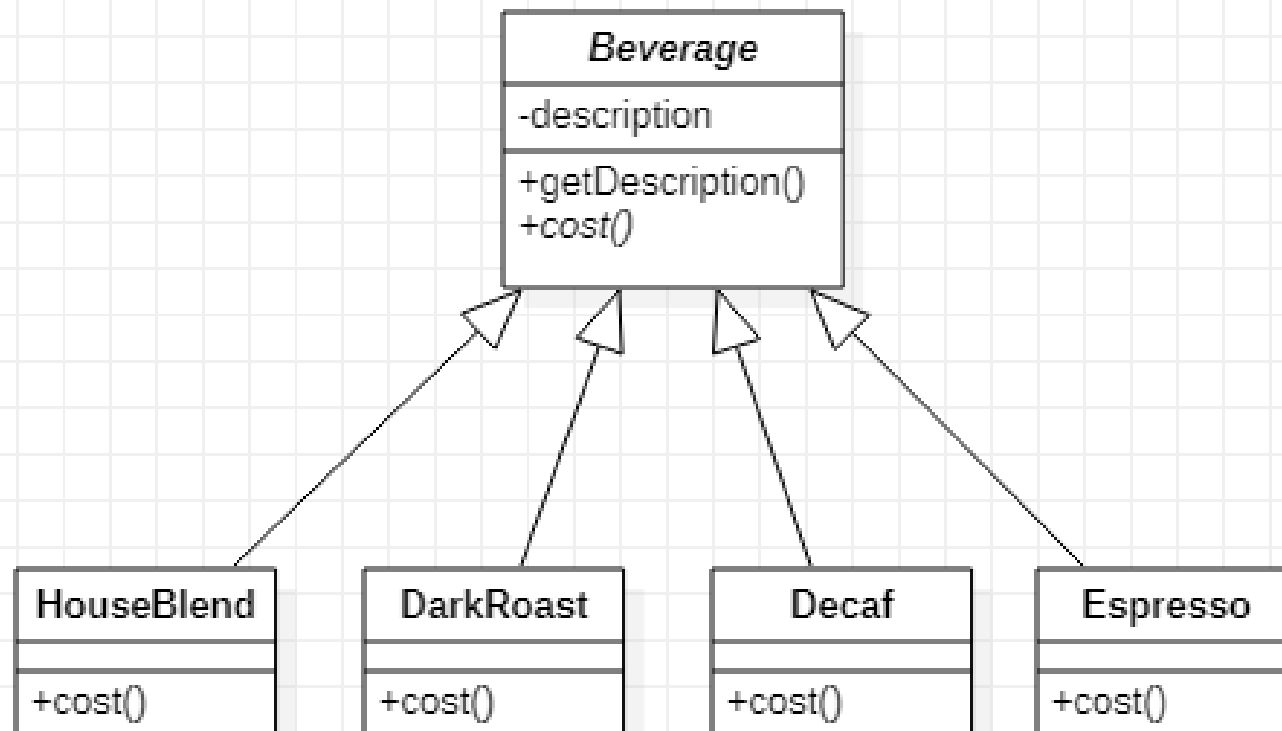 Beverage
-description
+getDescription()
+cost()
HouseBlend
+cost()
DarkRoast
+cost()
Decaf
+cost()
Espresso
+cost()